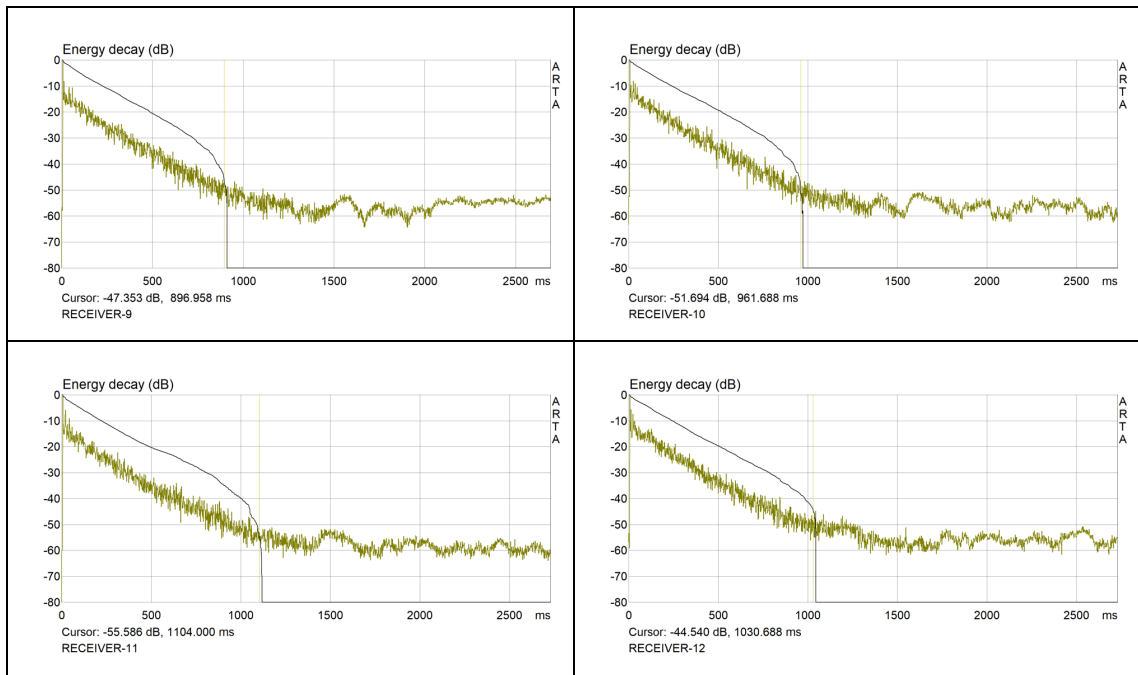 Energy decay (dB)
0
-10
-20
-30
-40
-50
-60
-70
-80
0 500 1000 1500 2000 2500 ms
A
R
T
A
Cursor: -47.353 dB, 896.958 ms
RECEIVER-9
Energy decay (dB)
0
-10
-20
-30
-40
-50
-60
-70
-80
0 500 1000 1500 2000 2500 ms
A
R
T
A
Cursor: -51.694 dB, 961.688 ms
RECEIVER-10
Energy decay (dB)
0
-10
-20
-30
-40
-50
-60
-70
-80
0 500 1000 1500 2000 2500 ms
A
R
T
A
Cursor: -55.586 dB, 1104.000 ms
RECEIVER-11
Energy decay (dB)
0
-10
-20
-30
-40
-50
-60
-70
-80
0 500 1000 1500 2000 2500 ms
A
R
T
A
Cursor: -44.540 dB, 1030.688 ms
RECEIVER-12